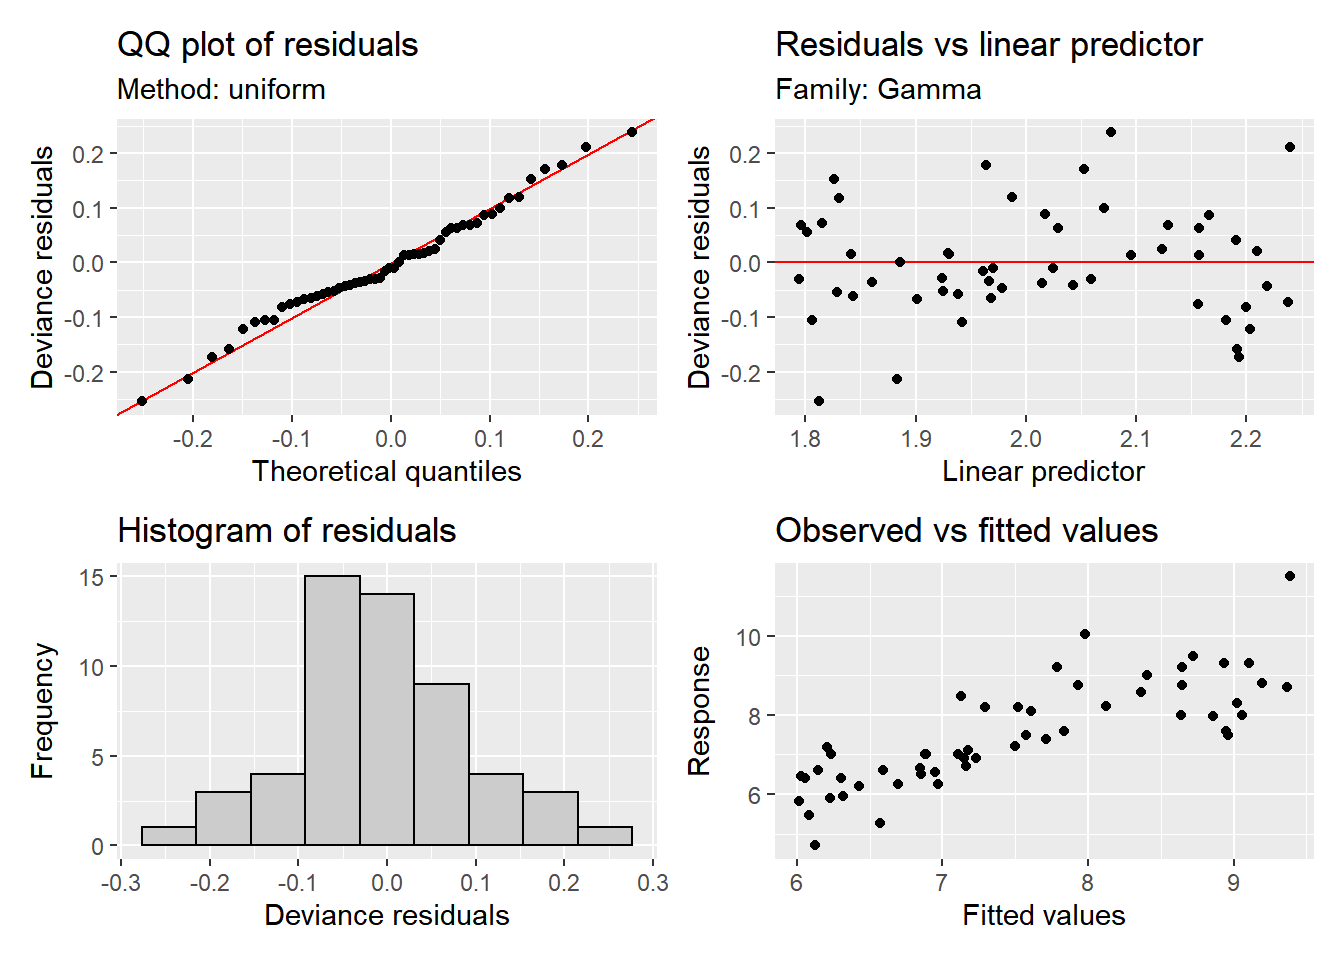 QQ plot of residuals
Method: uniform
Deviance residuals
0.2
0.1
0.0
-0.1
-0.2
-0.2 -0.1 0.0 0.1 0.2
Theoretical quantiles
Residuals vs linear predictor
Family: Gamma
Deviance residuals
0.2
0.1
0.0
-0.1
-0.2
1.8 1.9 2.0 2.1 2.2
Linear predictor
Histogram of residuals
Frequency
15
10
5
0
-0.3 -0.2 -0.1 0.0 0.1 0.2 0.3
Deviance residuals
Observed vs fitted values
Response
10
8
6
6 7 8 9
Fitted values